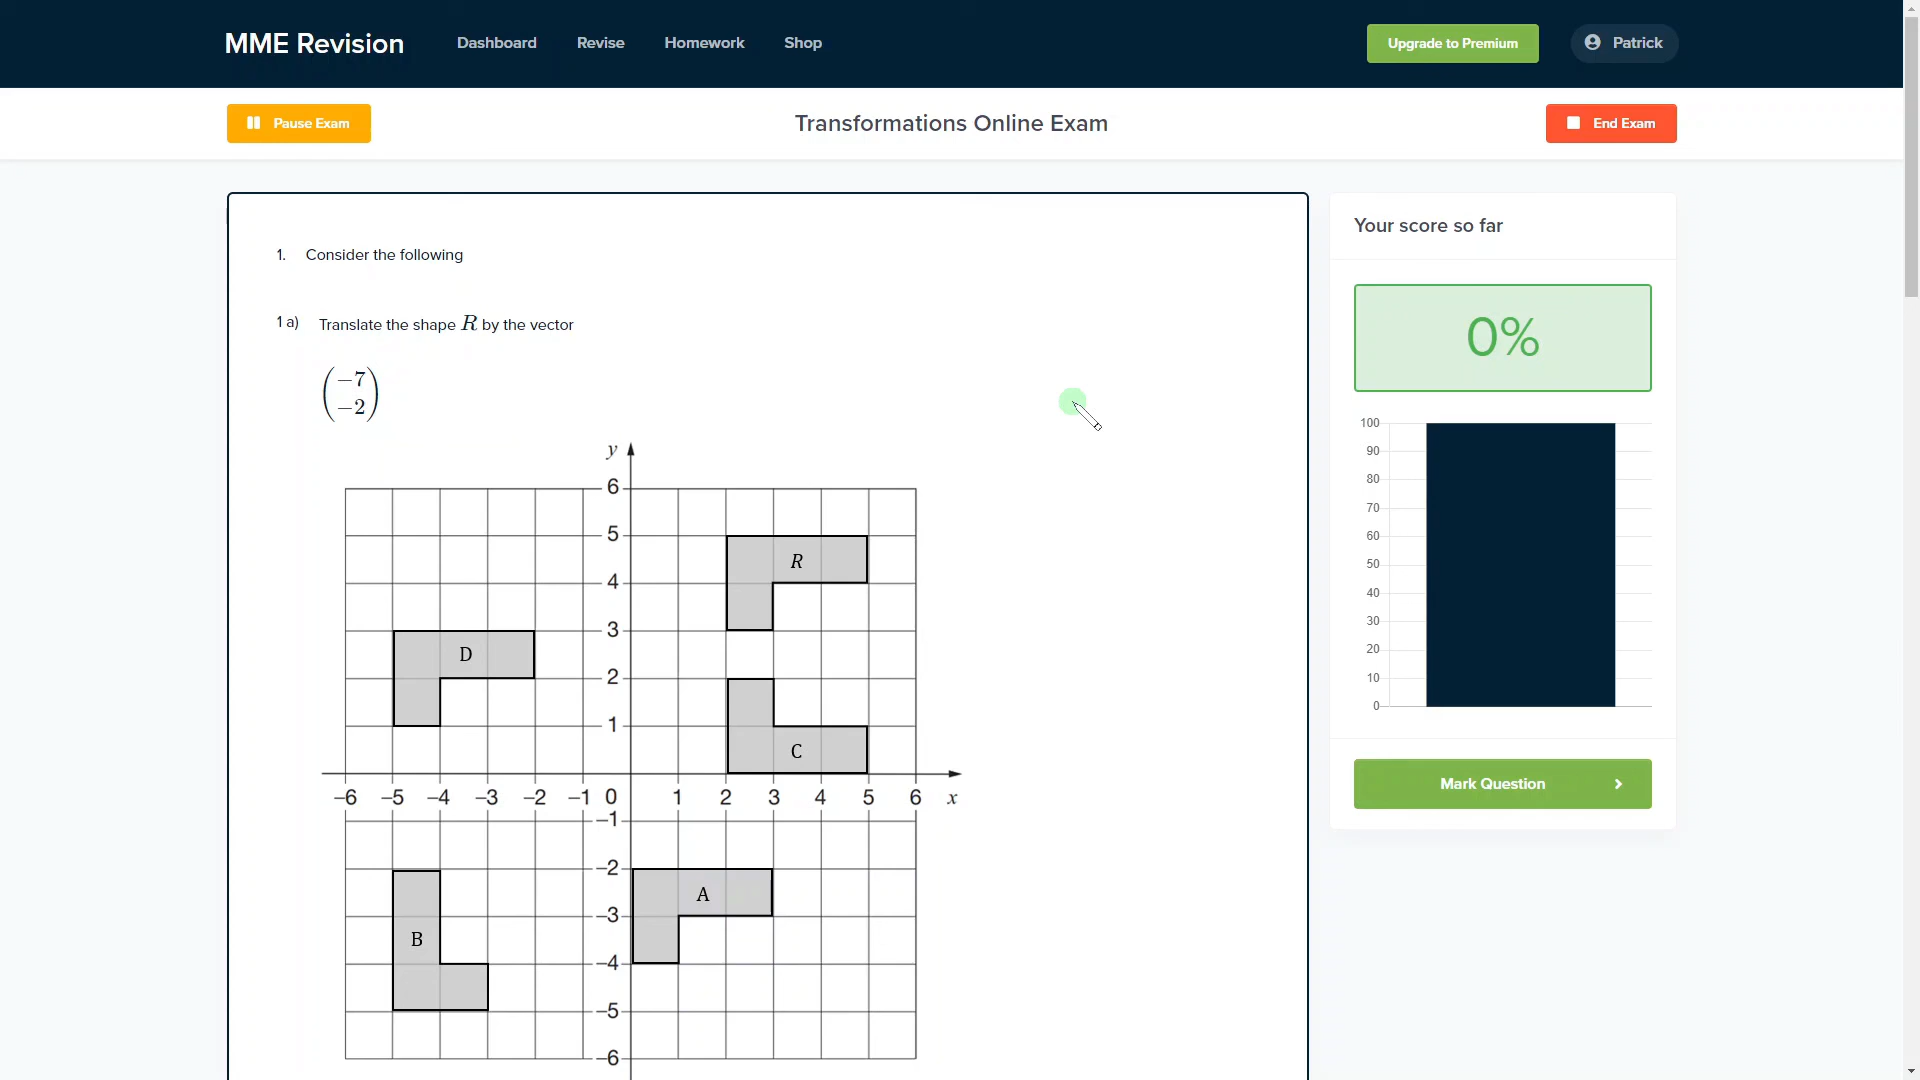 MME Revision Dashboard Revise Homework Shop Upgrade to Premium Patrick
Pause Exam Transformations Online Exam End Exam
1. Consider the following
1 a) Translate the shape R by the vector
(−7
−2)
y
6
5
R
4
3
D
2
1
C
−6 −5 −4 −3 −2 −1 0 1 2 3 4 5 6 x
−1
−2
A
−3
B
−4
−5
−6
Your score so far
0%
100
90
80
70
60
50
40
30
20
10
0
Mark Question